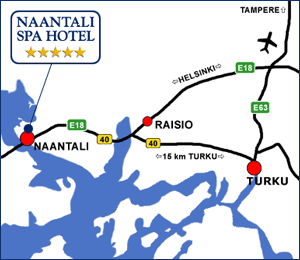 NAANTALI
SPA HOTEL
TAMPERE⇧
⇦HELSINKI⇨
E18
E63
E18
RAISIO
40
40
NAANTALI
⇦15 km TURKU⇨
TURKU